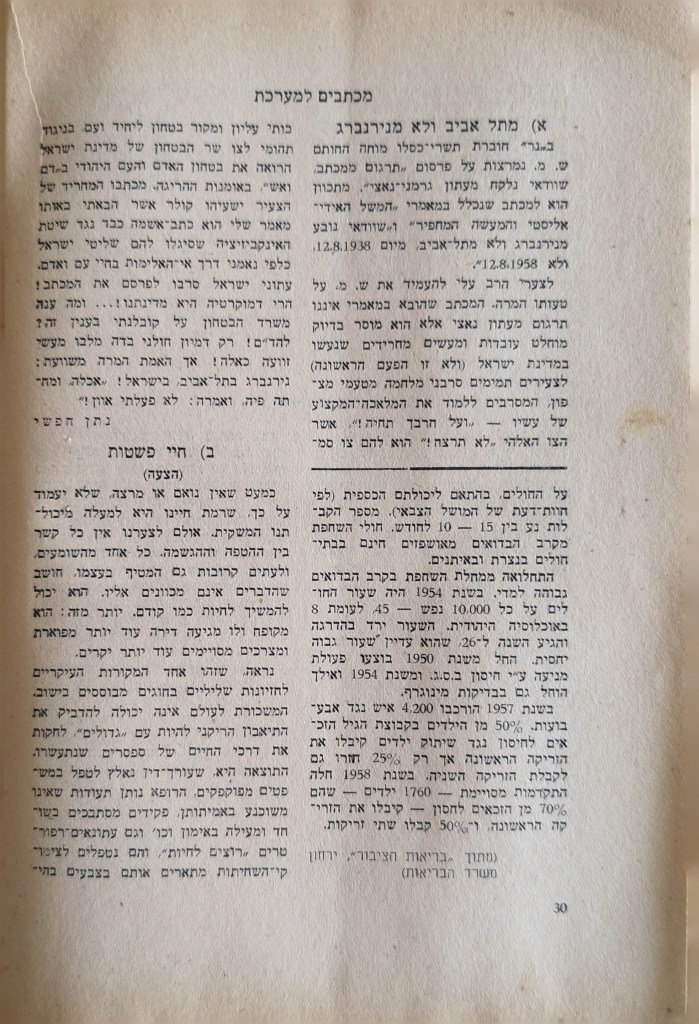 מכתבים למערכת
א) מתל אביב ולא מנירנברג
ב„נר" חוברת תשרי־כסלו מוחה החותם
ש. מ. נמרצות על פרסום „תרגום ממכתב,
שוודאי נלקח מעתון גרמני־נאצי". מתכוון
הוא למכתב שנכלל במאמרי „המשל האידי־
אליסטי והמעשה המחפיר" ו„שוודאי נובע
מנירנברג ולא מתל־אביב, מיום 12.8.1938,
ולא 12.8.1958".
לצערי הרב עלי להעמיד את ש. מ. על
טעותו המרה. המכתב שהובא במאמרי איננו
תרגום מעתון נאצי אלא הוא מוסר בדיוק
מוחלט עובדות ומעשים מחרידים שנעשו
במדינת ישראל (ולא זו הפעם הראשונה)
לצעירים תמימים סרבני מלחמה מטעמי מצ־
פון, המסרבים ללמוד את המלאכה־המקצוע
של עשיו — „ועל חרבך תחיה!", אשר
הצו האלהי „לא תרצח!" הוא להם צו סמ־
כותי עליון ומקור בטחון ליחיד ועם, בניגוד
תהומי לצו שר הבטחון של מדינת ישראל
הרואה את בטחון האדם והעם היהודי ב„דם
ואש", באומנות ההריגה. מכתבו המחריד של
הצעיר ישעיהו קולר אשר הבאתי באותו
מאמר שלי הוא כתב־אשמה כבד נגד שיטת
האינקביזיציה שסיגלו להם שליטי ישראל
כלפי נאמני דרך אי־האלימות בחיי עם ואדם.
עתוני ישראל סרבו לפרסם את המכתב!
הרי דמוקרטיה היא מדינתנו!... ומה ענה
משרד הבטחון על קובלנתי בענין זה?
להד"ם! רק דמיון חולני בדה מלבו מעשי
זוועה כאלה! אך האמת המרה משוועת:
נירנברג בתל־אביב, בישראל! „אכלה, ומח־
תה פיה, ואמרה: לא פעלתי און!"
נתן חפשי
ב) חיי פשטות
(הצעה)
כמעט שאין נואם או מרצה, שלא יעמוד
על כך, שרמת חיינו היא למעלה מיכול־
תנו המשקית. אולם לצערנו אין כל קשר
בין ההטפה וההגשמה. כל אחד מהשומעים,
ולעתים קרובות גם המטיף בעצמו, חושב
שהדברים אינם מכוונים אליו. הוא יכול
להמשיך לחיות כמו קודם. יותר מזה: הוא
מקופח ולו מגיעה דירה עוד יותר מפוארת
ומצרכים מסויימים עוד יותר יקרים.
נראה, שזהו אחד המקורות העיקריים
לחזיונות שליליים בחוגים מבוססים בישוב.
המשכורת לעולם אינה יכולה להדביק את
התיאבון הריקני להיות עם „גדולים", לחקות
את דרכי החיים של ספסרים שנתעשרו.
התוצאה היא, שעורך־דין נאלץ לטפל במש־
פטים מפוקפקים, הרופא נותן תעודות שאינו
משוכנע באמיתותן, פקידים מסתבכים בשו־
חד ומעילה באימון וכו' וגם עתונאים־רפור־
טרים „רוצים לחיות", והם נטפלים לצינו־
קי־השחיתות מתארים אותם בצבעים בהי־
על החולים, בהתאם ליכולתם הכספית (לפי
חוות־דעת של המושל הצבאי). מספר הקב־
לות נע בין 15 — 10 לחודש. חולי השחפת
מקרב הבדואים מאושפזים חינם בבתי־
חולים בנצרת ובאיתנים.
התחלואה ממחלת השחפת בקרב הבדואים
גבוהה למדי. בשנת 1954 היה שעור החו־
לים על כל 10,000 נפש — 45, לעומת 8
באוכלוסיה היהודית. השעור ירד בהדרגה
והגיע השנה ל־26, שהוא עדיין שעור גבוה
יחסית. החל משנת 1950 בוצעו פעולת
מניעה ע"י חיסון ב.ס.ג. ומשנת 1954 ואילך
הוחל גם בבדיקות מינוגרף.
בשנת 1957 הורכבו 4,200 איש נגד אבע־
בועות. 50% מן הילדים בקבוצת הגיל הזכ־
אים לחיסון נגד שיתוק ילדים קיבלו את
הזריקה הראשונה אך רק 25% חזרו גם
לקבלת הזריקה השניה. בשנת 1958 חלה
התקדמות מסויימת — 1760 ילדים — שהם
70% מן הזכאים לחסון — קיבלו את הזרי־
קה הראשונה, ו־50% קבלו שתי זריקות.
(מתוך „בריאות הציבור", ירחון
משרד הבריאות)
30